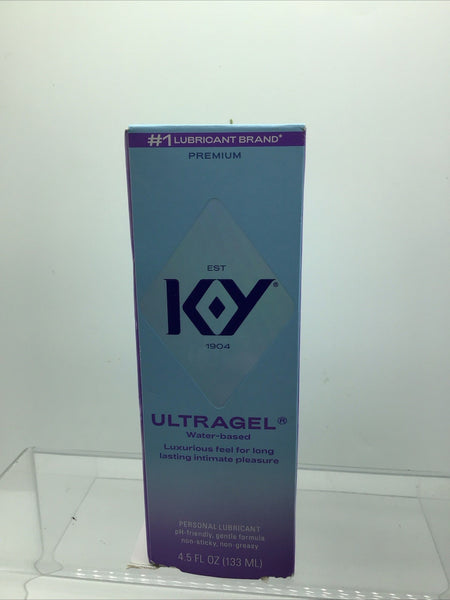 #1 LUBRICANT BRAND*
PREMIUM
EST
K-Y®
1904
ULTRAGEL®
Water-based
Luxurious feel for long
lasting intimate pleasure
PERSONAL LUBRICANT
pH-friendly, gentle formula
non-sticky, non-greasy
4.5 FL OZ (133 ML)